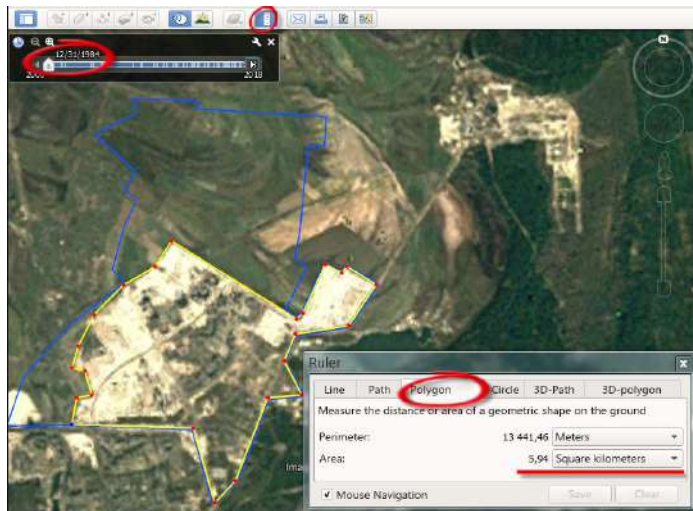 12/31/1984
2018
Ruler
Line Path Polygon Circle 3D-Path 3D-polygon
Measure the distance or area of a geometric shape on the ground
Perimeter: 13 441,46 Meters
Area: 5,94 Square kilometers
Mouse Navigation Save Clear